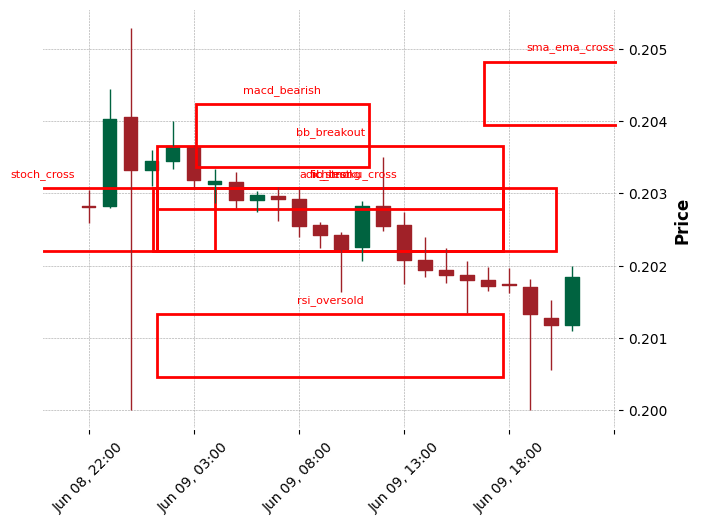 sma_ema_cross
0.205
macd_bearish
0.204
bb_breakout
stoch_cross
0.203
0.202
rsi_oversold
0.201
0.200
Price
Jun 08, 22:00
Jun 09, 03:00
Jun 09, 08:00
Jun 09, 13:00
Jun 09, 18:00